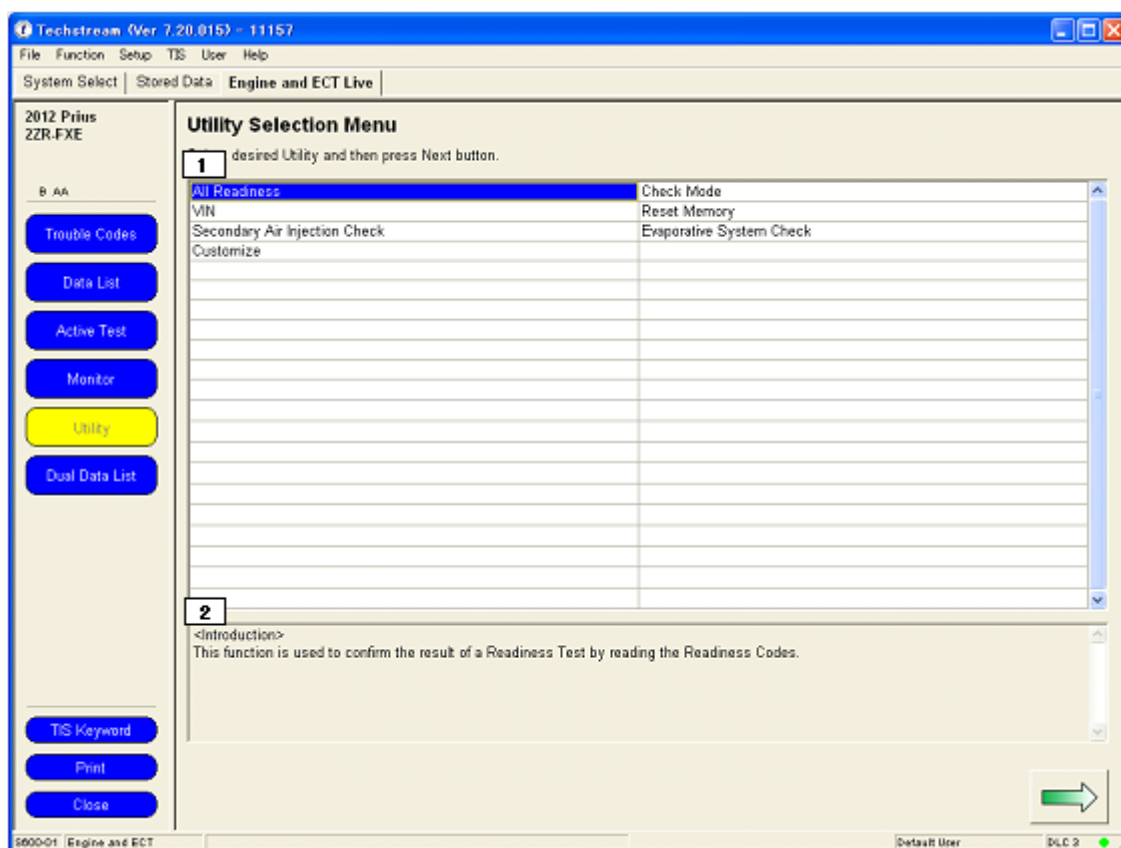 Techstream (Ver 7.20.015) - 11157
File Function Setup TIS User Help
System Select Stored Data Engine and ECT Live
2012 Prius
2ZR-FXE
Utility Selection Menu
1
desired Utility and then press Next button.
All Readiness Check Mode
VIN Reset Memory
Secondary Air Injection Check Evaporative System Check
Customize
Trouble Codes
Data List
Active Test
Monitor
Utility
Dual Data List
2
<Introduction>
This function is used to confirm the result of a Readiness Test by reading the Readiness Codes.
TIS Keyword
Print
Close
S600-01 Engine and ECT Default User DLC 3